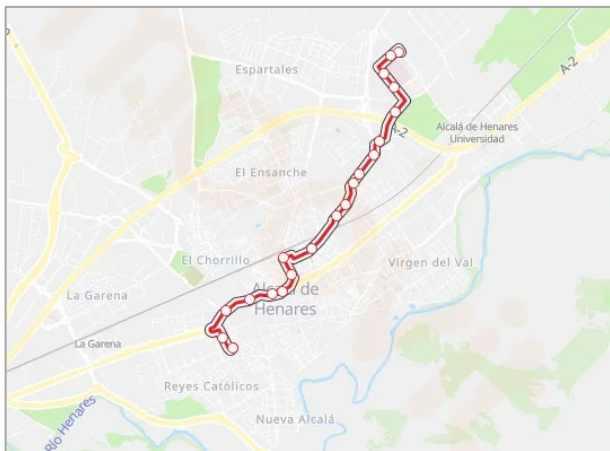 Espartales
A-2
Alcalá de Henares
Universidad
A-2
El Ensanche
El Chorrillo
Virgen del Val
La Garena
Alcalá de
Henares
La Garena
Reyes Católicos
Nueva Alcalá
Río Henares